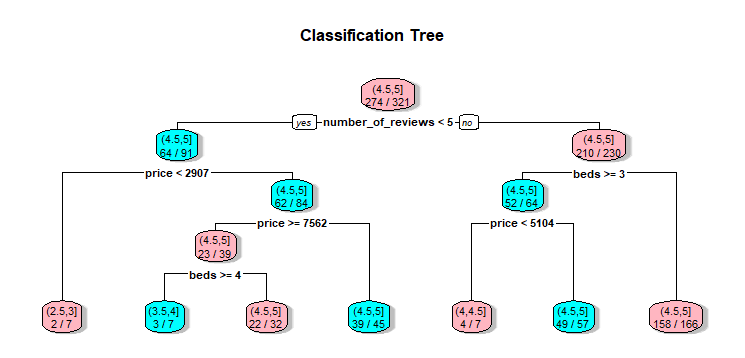 Classification Tree
(4.5,5]
274 / 321
yes number_of_reviews < 5 no
(4.5,5]
64 / 91
(4.5,5]
210 / 230
price < 2907
beds >= 3
(4.5,5]
62 / 84
(4.5,5]
52 / 64
price >= 7562
price < 5104
(4.5,5]
23 / 39
beds >= 4
(2.5,3]
2 / 7
(3.5,4]
3 / 7
(4.5,5]
22 / 32
(4.5,5]
39 / 45
(4,4.5]
4 / 7
(4.5,5]
49 / 57
(4.5,5]
158 / 166